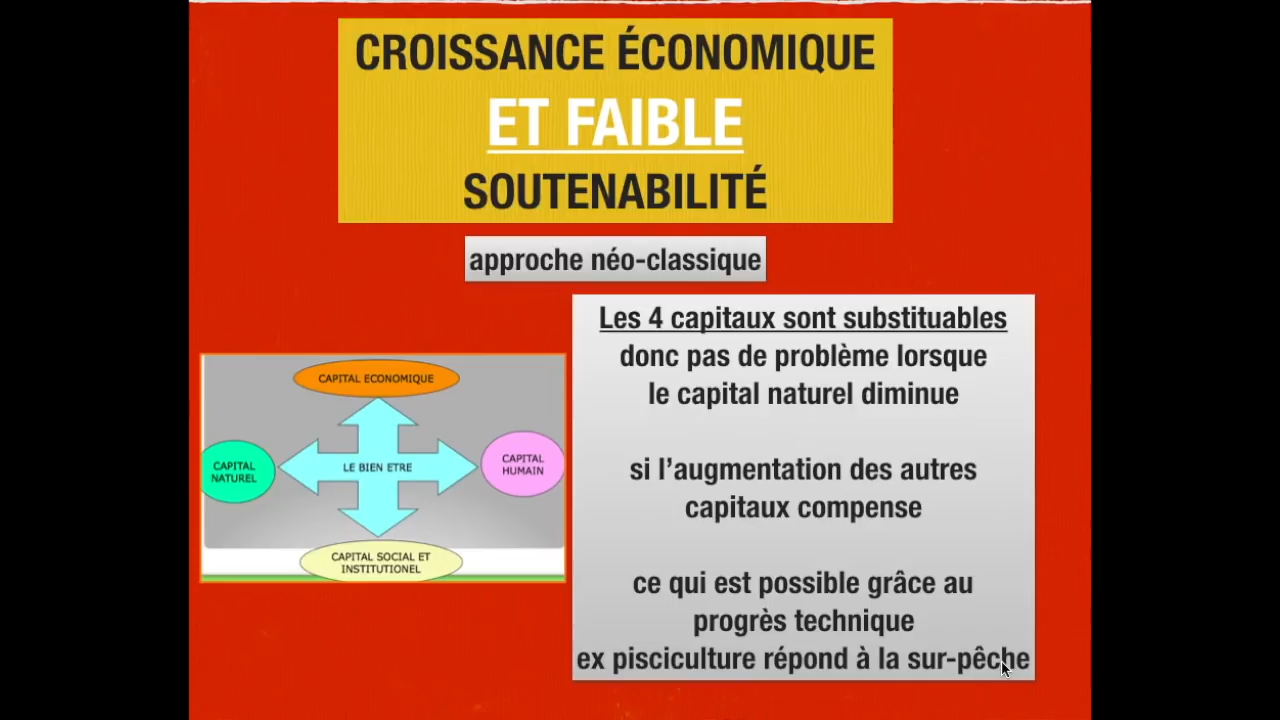 CROISSANCE ÉCONOMIQUE
ET FAIBLE
SOUTENABILITÉ
approche néo-classique
Les 4 capitaux sont substituables
donc pas de problème lorsque
le capital naturel diminue
si l'augmentation des autres
capitaux compense
ce qui est possible grâce au
progrès technique
ex pisciculture répond à la sur-pêche
CAPITAL ECONOMIQUE
CAPITAL
NATUREL
LE BIEN ETRE
CAPITAL
HUMAIN
CAPITAL SOCIAL ET
INSTITUTIONEL